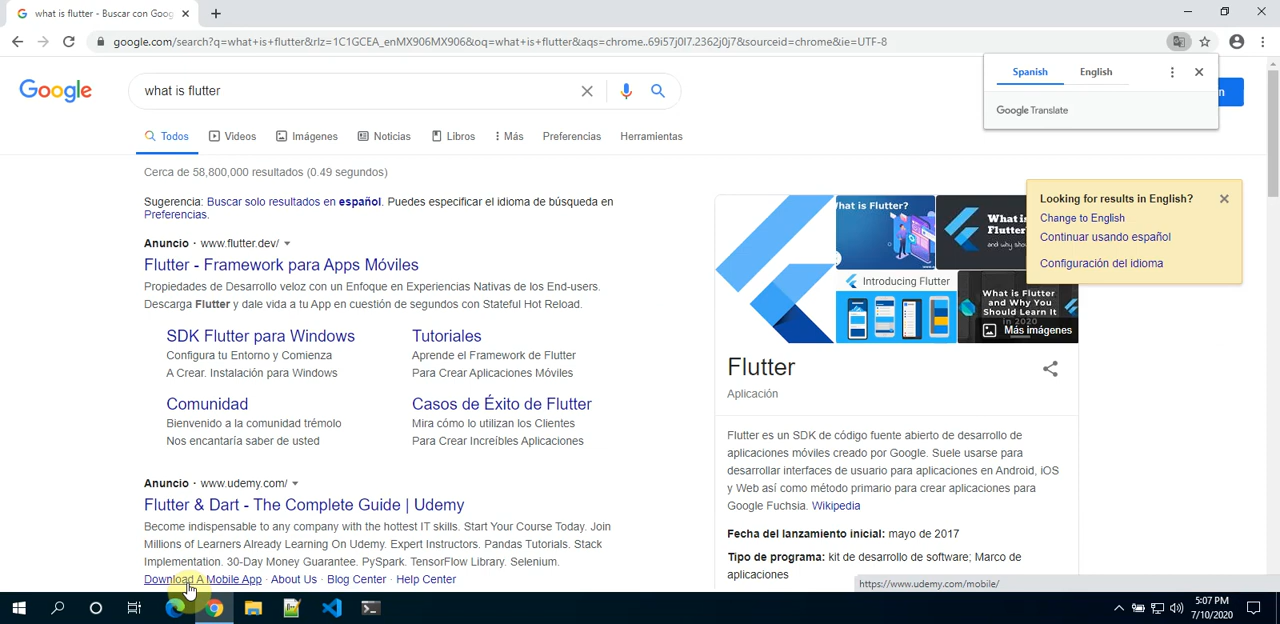 what is flutter - Buscar con Goog
google.com/search?q=what+is+flutter&rlz=1C1GCEA_enMX906MX906&oq=what+is+flutter&aqs=chrome..69i57j0l7.2362j0j7&sourceid=chrome&ie=UTF-8
Google
what is flutter
Spanish
English
Google Translate
n
Todos
Videos
Imágenes
Noticias
Libros
Más
Preferencias
Herramientas
Cerca de 58,800,000 resultados (0.49 segundos)
Sugerencia: Buscar solo resultados en español. Puedes especificar el idioma de búsqueda en
Preferencias.
Anuncio · www.flutter.dev/
Flutter - Framework para Apps Móviles
Propiedades de Desarrollo veloz con un Enfoque en Experiencias Nativas de los End-users.
Descarga Flutter y dale vida a tu App en cuestión de segundos con Stateful Hot Reload.
SDK Flutter para Windows
Configura tu Entorno y Comienza
A Crear. Instalación para Windows
Tutoriales
Aprende el Framework de Flutter
Para Crear Aplicaciones Móviles
Comunidad
Bienvenido a la comunidad trémolo
Nos encantaría saber de usted
Casos de Éxito de Flutter
Mira cómo lo utilizan los Clientes
Para Crear Increíbles Aplicaciones
Anuncio · www.udemy.com/
Flutter & Dart - The Complete Guide | Udemy
Become indispensable to any company with the hottest IT skills. Start Your Course Today. Join
Millions of Learners Already Learning On Udemy. Expert Instructors. Pandas Tutorials. Stack
Implementation. 30-Day Money Guarantee. PySpark. TensorFlow Library. Selenium.
Download A Mobile App · About Us · Blog Center · Help Center
Looking for results in English?
Change to English
Continuar usando español
Configuración del idioma
hat is Flutter?
What is
Flutter?
and why shou
Introducing Flutter
What is Flutter
and Why You
Should Learn It
in 2020
Más imágenes
Flutter
Aplicación
Flutter es un SDK de código fuente abierto de desarrollo de
aplicaciones móviles creado por Google. Suele usarse para
desarrollar interfaces de usuario para aplicaciones en Android, iOS
y Web así como método primario para crear aplicaciones para
Google Fuchsia. Wikipedia
Fecha del lanzamiento inicial: mayo de 2017
Tipo de programa: kit de desarrollo de software; Marco de
aplicaciones
https://www.udemy.com/mobile/
5:07 PM
7/10/2020